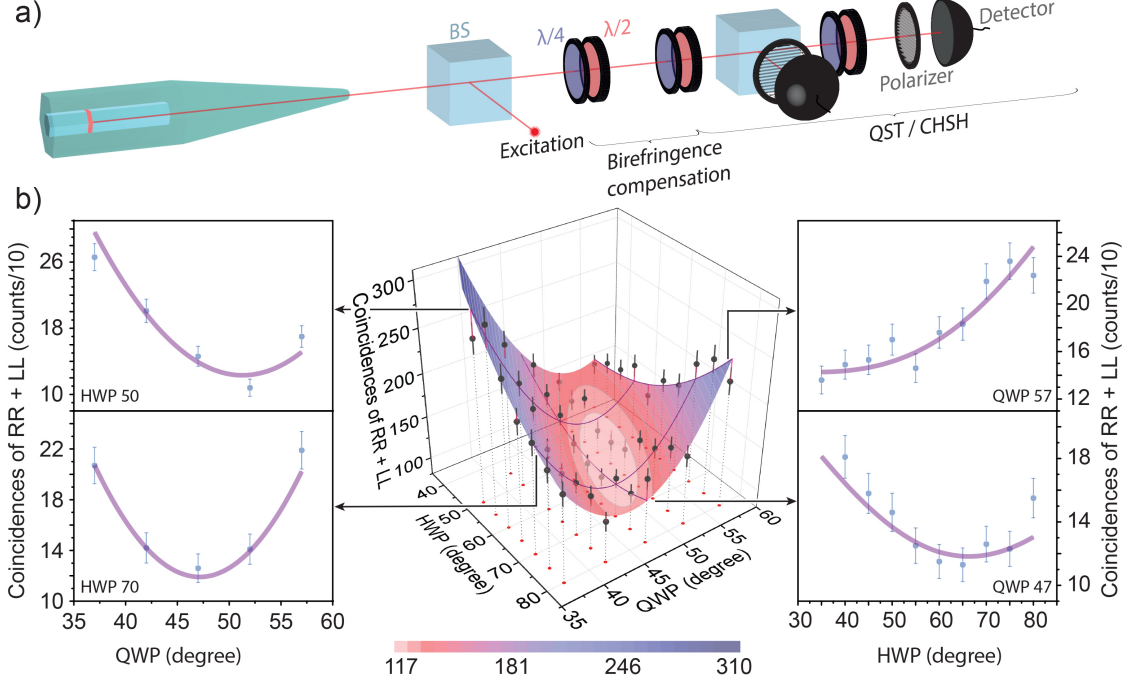 a)
BS
λ/4
λ/2
Detector
Polarizer
Excitation
Birefringence
compensation
QST / CHSH
b)
Coincidences of RR + LL (counts/10)
26
18
10
HWP 50
22
18
14
10
HWP 70
35 40 45 50 55 60
QWP (degree)
Coincidences of RR + LL
300
250
200
150
100
40
50
60
70
80
HWP (degree)
35
40
45
50
55
60
QWP (degree)
117 181 246 310
24
20
16
12
QWP 57
18
14
10
QWP 47
30 40 50 60 70 80
HWP (degree)
Coincidences of RR + LL (counts/10)